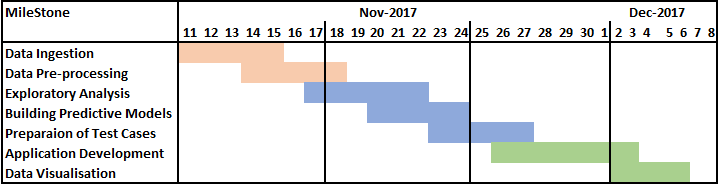 MileStone Nov-2017 Dec-2017
11 12 13 14 15 16 17 18 19 20 21 22 23 24 25 27 28 29 30 1 2 3 4 5 6 7 8
Data Ingestion
Data Pre-processing
Exploratory Analysis
Building Predictive Models
Preparaion of Test Cases
Application Development
Data Visualisation